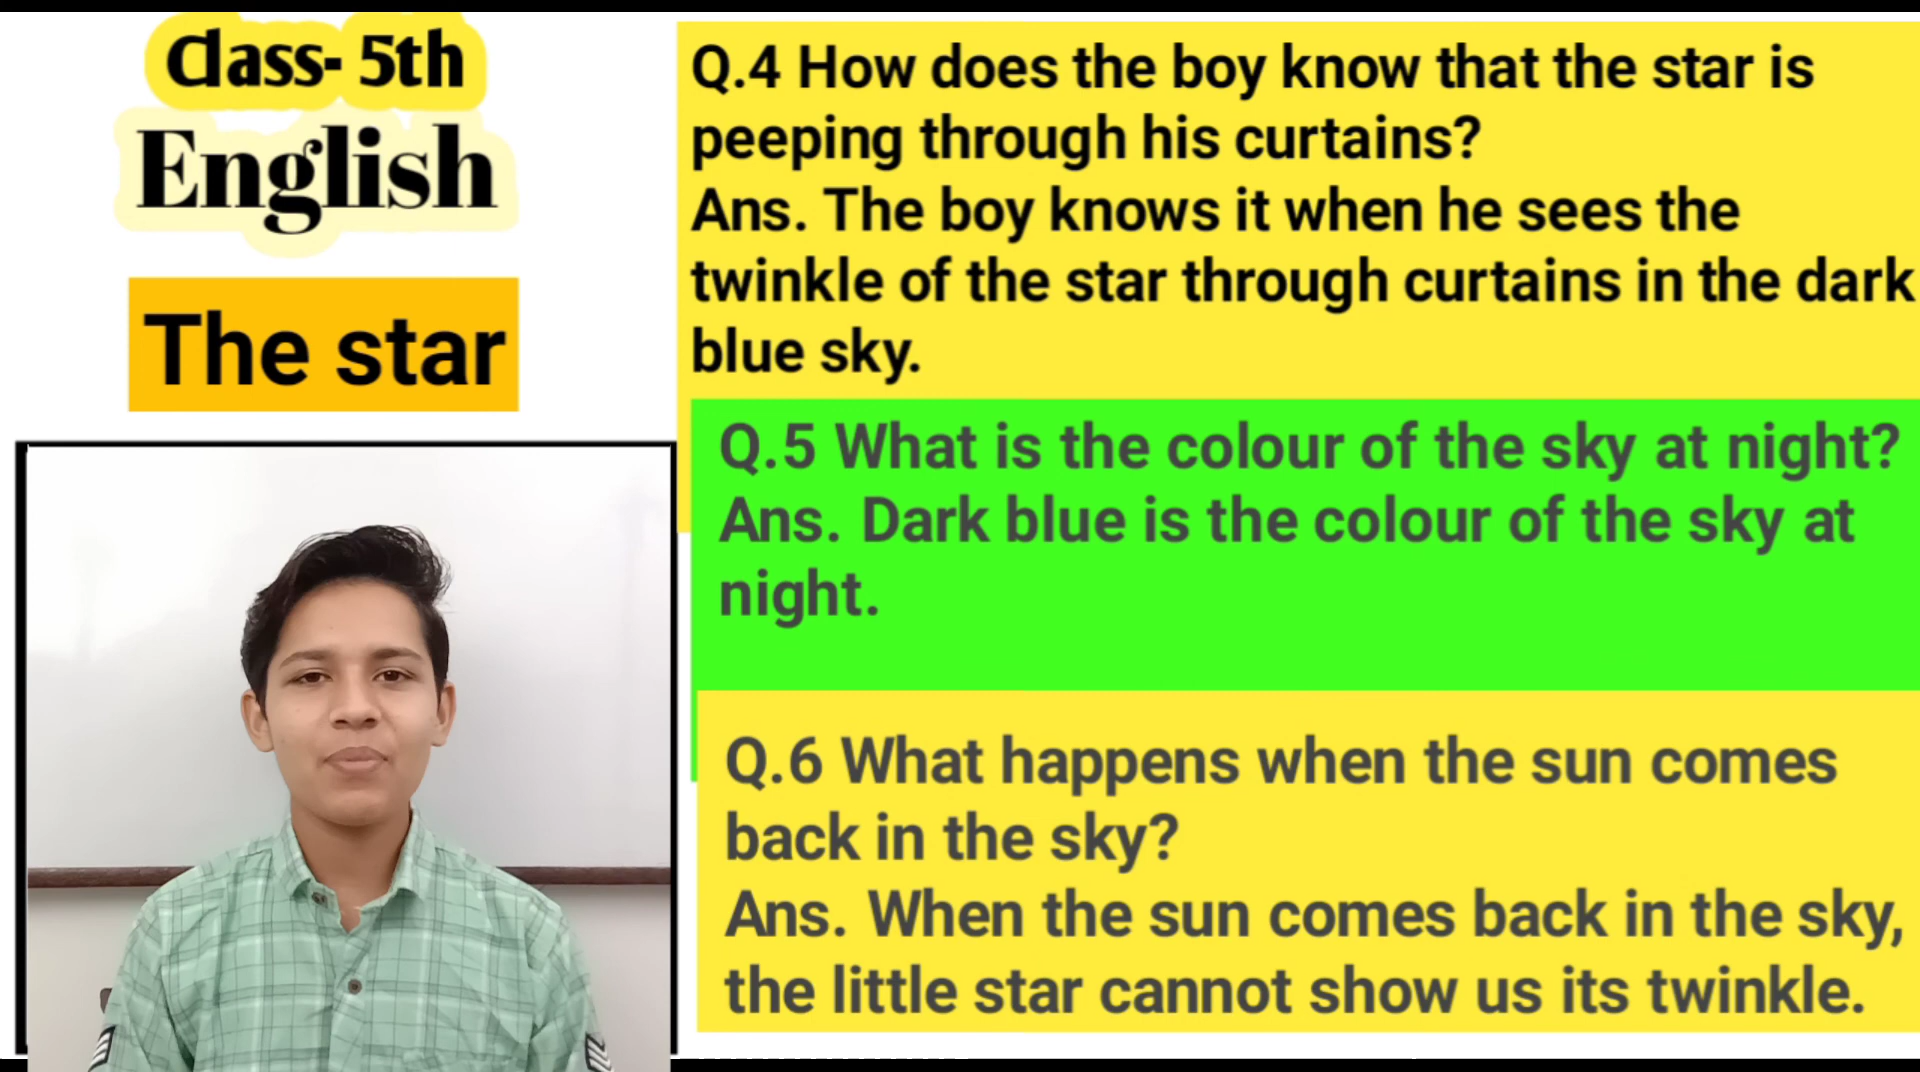 Class- 5th
English
The star
Q.4 How does the boy know that the star is
peeping through his curtains?
Ans. The boy knows it when he sees the
twinkle of the star through curtains in the dark
blue sky.
Q.5 What is the colour of the sky at night?
Ans. Dark blue is the colour of the sky at
night.
Q.6 What happens when the sun comes
back in the sky?
Ans. When the sun comes back in the sky,
the little star cannot show us its twinkle.